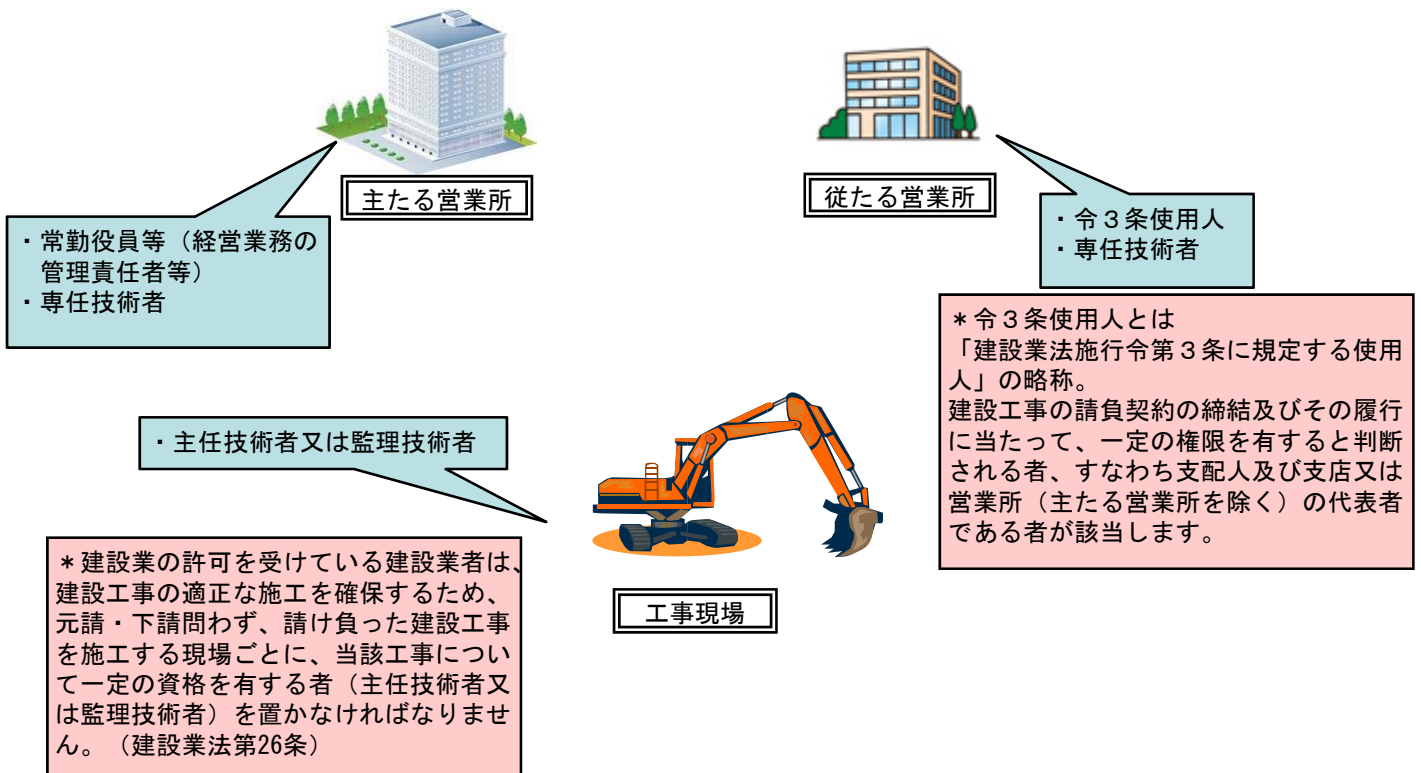 主たる営業所
・常勤役員等（経営業務の
管理責任者等）
・専任技術者
従たる営業所
・令３条使用人
・専任技術者
＊令３条使用人とは
「建設業法施行令第３条に規定する使用
人」の略称。
建設工事の請負契約の締結及びその履行
に当たって、一定の権限を有すると判断
される者、すなわち支配人及び支店又は
営業所（主たる営業所を除く）の代表者
である者が該当します。
・主任技術者又は監理技術者
工事現場
＊建設業の許可を受けている建設業者は、
建設工事の適正な施工を確保するため、
元請・下請問わず、請け負った建設工事
を施工する現場ごとに、当該工事につい
て一定の資格を有する者（主任技術者又
は監理技術者）を置かなければなりませ
ん。（建設業法第26条）